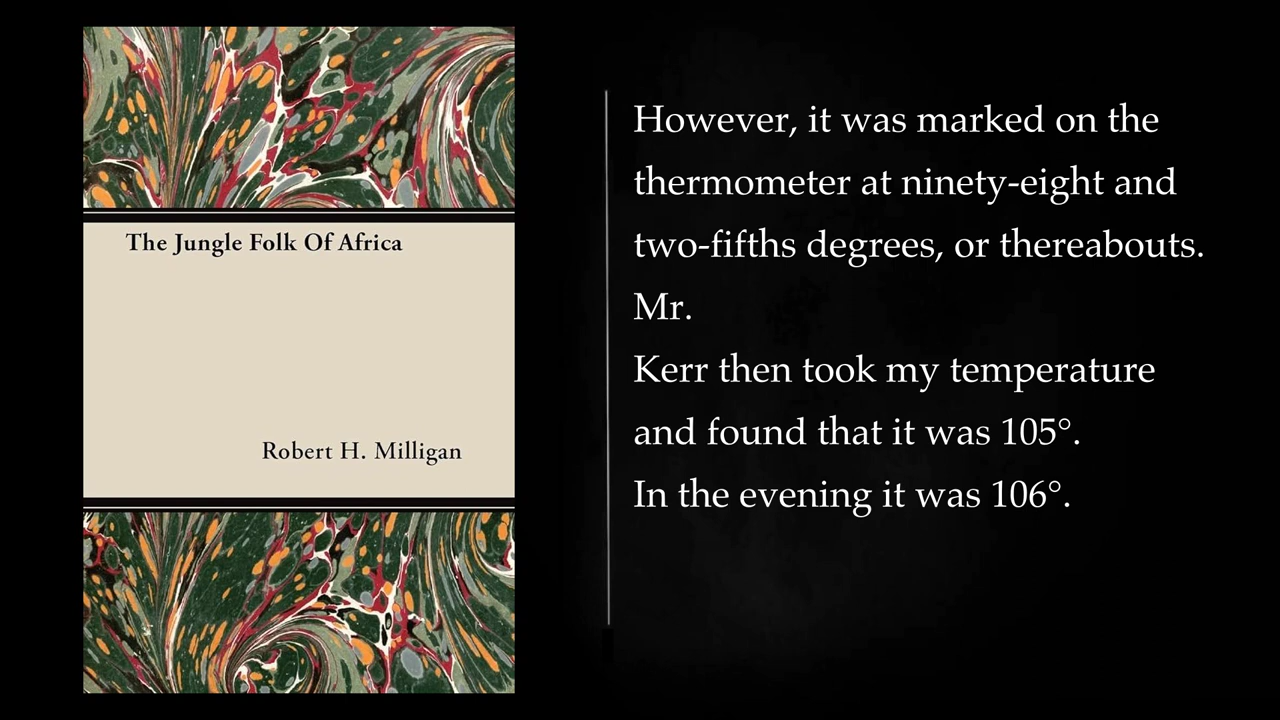 The Jungle Folk Of Africa
Robert H. Milligan
However, it was marked on the
thermometer at ninety-eight and
two-fifths degrees, or thereabouts.
Mr.
Kerr then took my temperature
and found that it was 105°.
In the evening it was 106°.